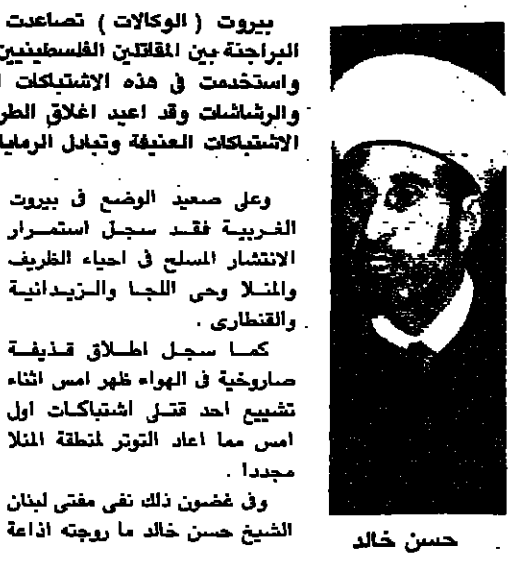 بيروت ( الوكالات ) تصاعدت
البراجنة بين المقاتلين الفلسطينيين
واستخدمت في هذه الاشتباكات
والرشاشات وقد اعيد اغلاق الطر
الاشتباكات العنيفة وتبادل الرمايا
وعلى صعيد الوضع في بيروت
الغربية فقد سجل استمرار
الانتشار المسلح في احياء الظريف
والمنلا وحى اللجا والزيدانية
والقنطارى .
كما سجل اطلاق قذيفة
صاروخية في الهواء ظهر امس اثناء
تشييع احد قتلى اشتباكات اول
امس مما اعاد التوتر لمنطقة المنلا
مجددا .
وفي غضون ذلك نفى مفتى لبنان
الشيخ حسن خالد ما روجته اذاعة
حسن خالد